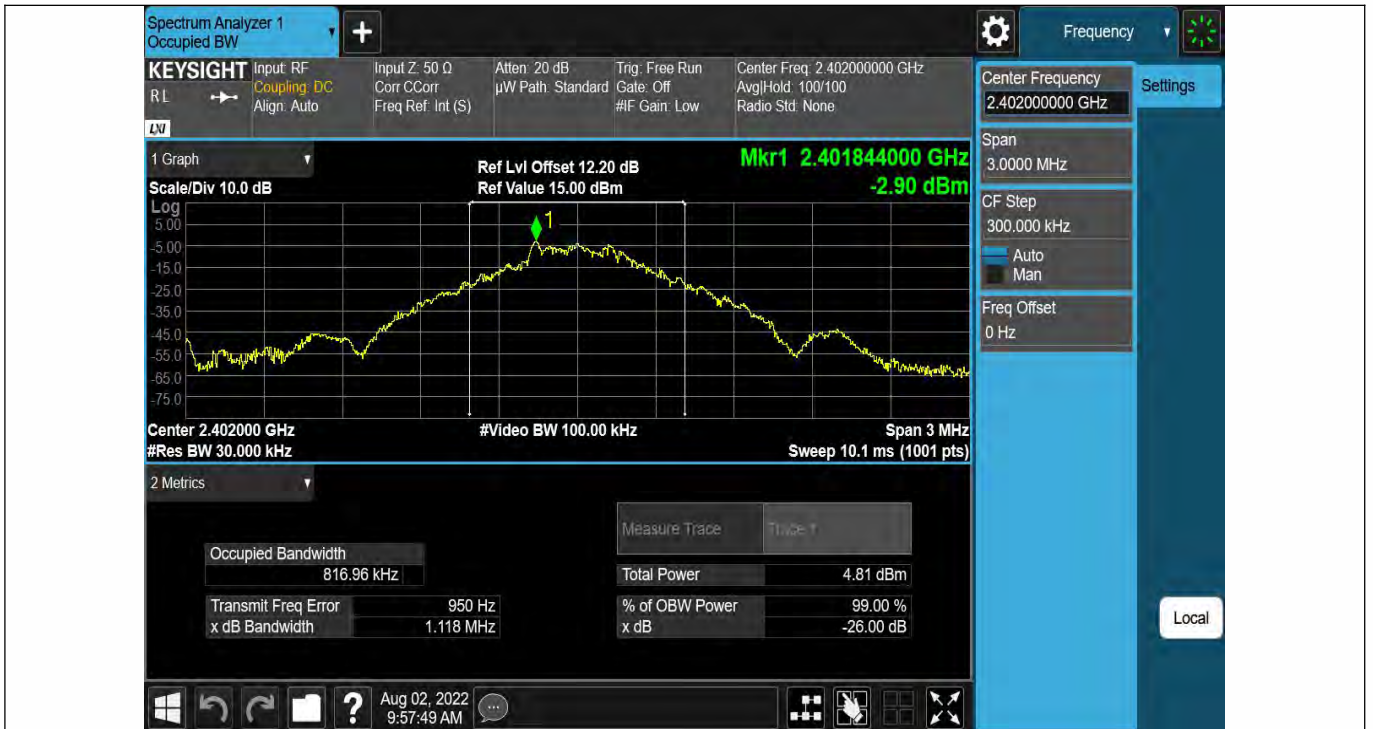 Spectrum Analyzer 1
Occupied BW
Frequency
KEYSIGHT
R L
LXI
Input: RF
Coupling: DC
Align: Auto
Input Z: 50 Ω
Corr CCorr
Freq Ref: Int (S)
Atten: 20 dB
µW Path: Standard
Trig: Free Run
Gate: Off
#IF Gain: Low
Center Freq: 2.402000000 GHz
Avg|Hold: 100/100
Radio Std: None
Center Frequency
2.402000000 GHz
Settings
Span
3.0000 MHz
CF Step
300.000 kHz
Auto
Man
Freq Offset
0 Hz
Local
1 Graph
Scale/Div 10.0 dB
Ref Lvl Offset 12.20 dB
Ref Value 15.00 dBm
Mkr1 2.401844000 GHz
-2.90 dBm
Log
5.00
-5.00
-15.0
-25.0
-35.0
-45.0
-55.0
-65.0
-75.0
1
Center 2.402000 GHz
#Video BW 100.00 kHz
Span 3 MHz
#Res BW 30.000 kHz
Sweep 10.1 ms (1001 pts)
2 Metrics
Measure Trace
Trace 1
Occupied Bandwidth
816.96 kHz
Total Power
4.81 dBm
Transmit Freq Error
950 Hz
% of OBW Power
99.00 %
x dB Bandwidth
1.118 MHz
x dB
-26.00 dB
?
Aug 02, 2022
9:57:49 AM